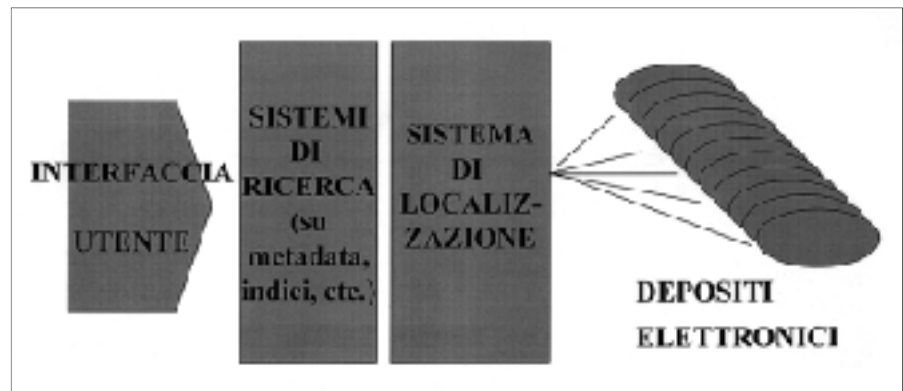 INTERFACCIA
UTENTE
SISTEMI
DI
RICERCA
(su
metadata,
indici, etc.)
SISTEMA
DI
LOCALIZ-
ZAZIONE
DEPOSITI
ELETTRONICI